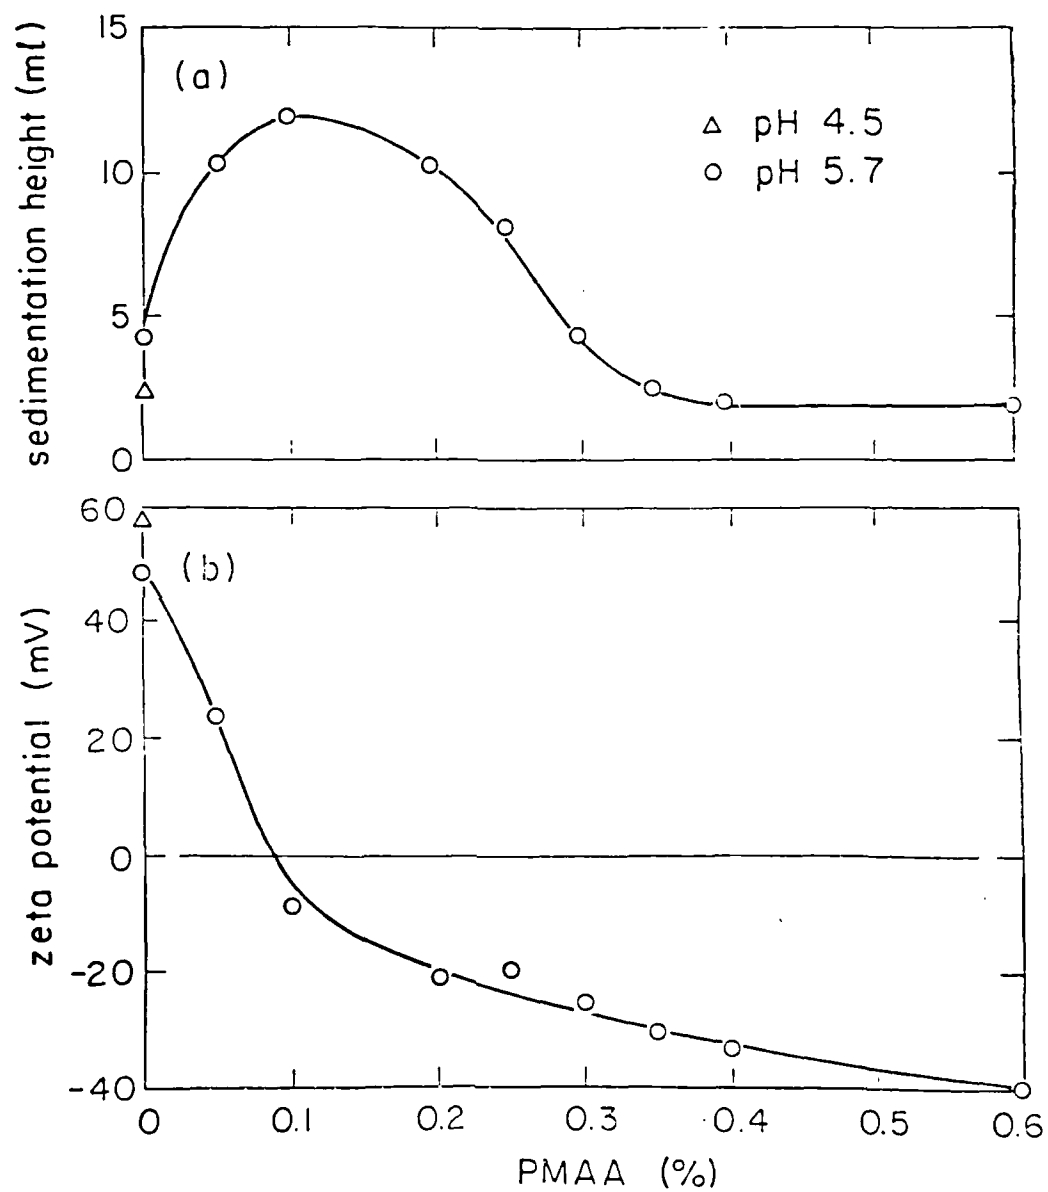 15
10
5
0
sedimentation height (ml)
(a)
△ pH 4.5
○ pH 5.7
60
40
20
0
-20
-40
zeta potential (mV)
(b)
0 0.1 0.2 0.3 0.4 0.5 0.6
PMAA (%)